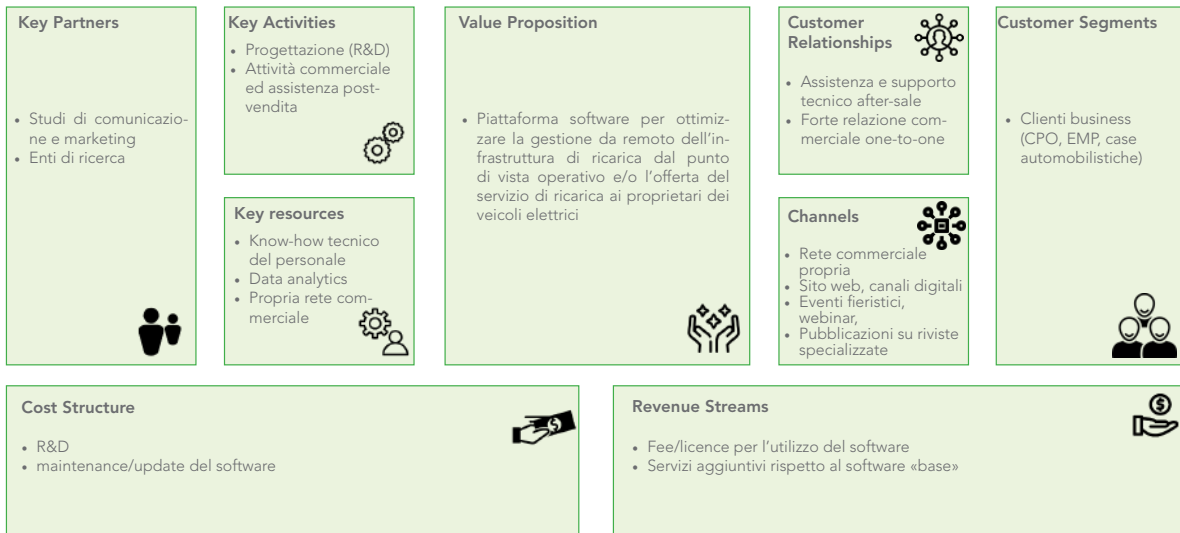 Key Partners
• Studi di comunicazio-
ne e marketing
• Enti di ricerca
Key Activities
• Progettazione (R&D)
• Attività commerciale
ed assistenza post-
vendita
Key resources
• Know-how tecnico
del personale
• Data analytics
• Propria rete com-
merciale
Value Proposition
• Piattaforma software per ottimiz-
zare la gestione da remoto dell'in-
frastruttura di ricarica dal punto
di vista operativo e/o l'offerta del
servizio di ricarica ai proprietari dei
veicoli elettrici
Customer
Relationships
• Assistenza e supporto
tecnico after-sale
• Forte relazione com-
merciale one-to-one
Channels
• Rete commerciale
propria
• Sito web, canali digitali
• Eventi fieristici,
webinar,
• Pubblicazioni su riviste
specializzate
Customer Segments
• Clienti business
(CPO, EMP, case
automobilistiche)
Cost Structure
• R&D
• maintenance/update del software
Revenue Streams
• Fee/licence per l'utilizzo del software
• Servizi aggiuntivi rispetto al software «base»